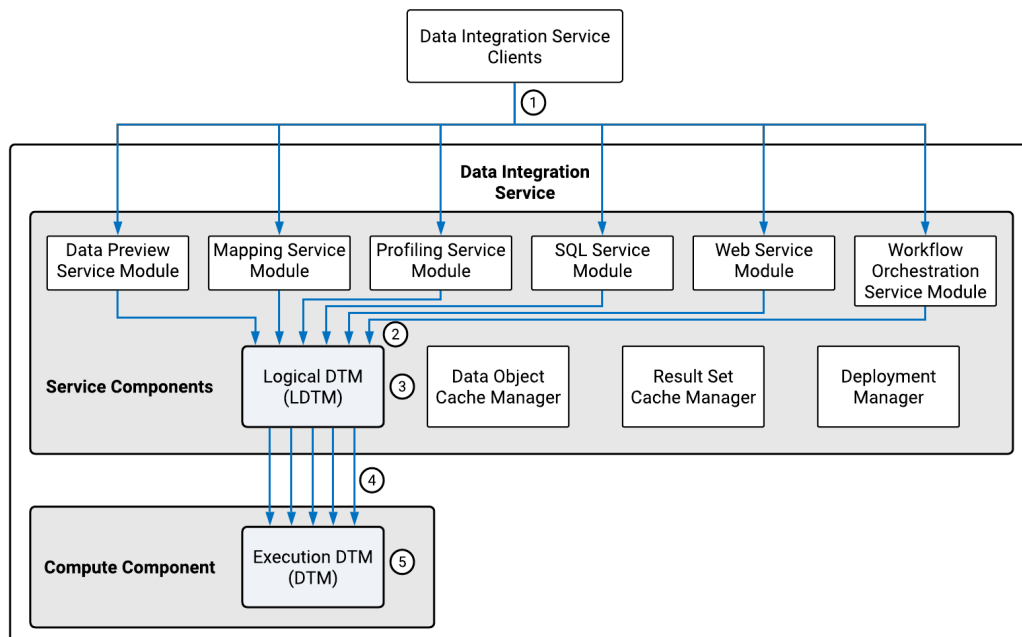 Data Integration Service
Clients
1
Data Integration
Service
Data Preview
Service Module
Mapping Service
Module
Profiling Service
Module
SQL Service
Module
Web Service
Module
Workflow
Orchestration
Service Module
2
Service Components
Logical DTM
(LDTM)
3
Data Object
Cache Manager
Result Set
Cache Manager
Deployment
Manager
4
Compute Component
Execution DTM
(DTM)
5